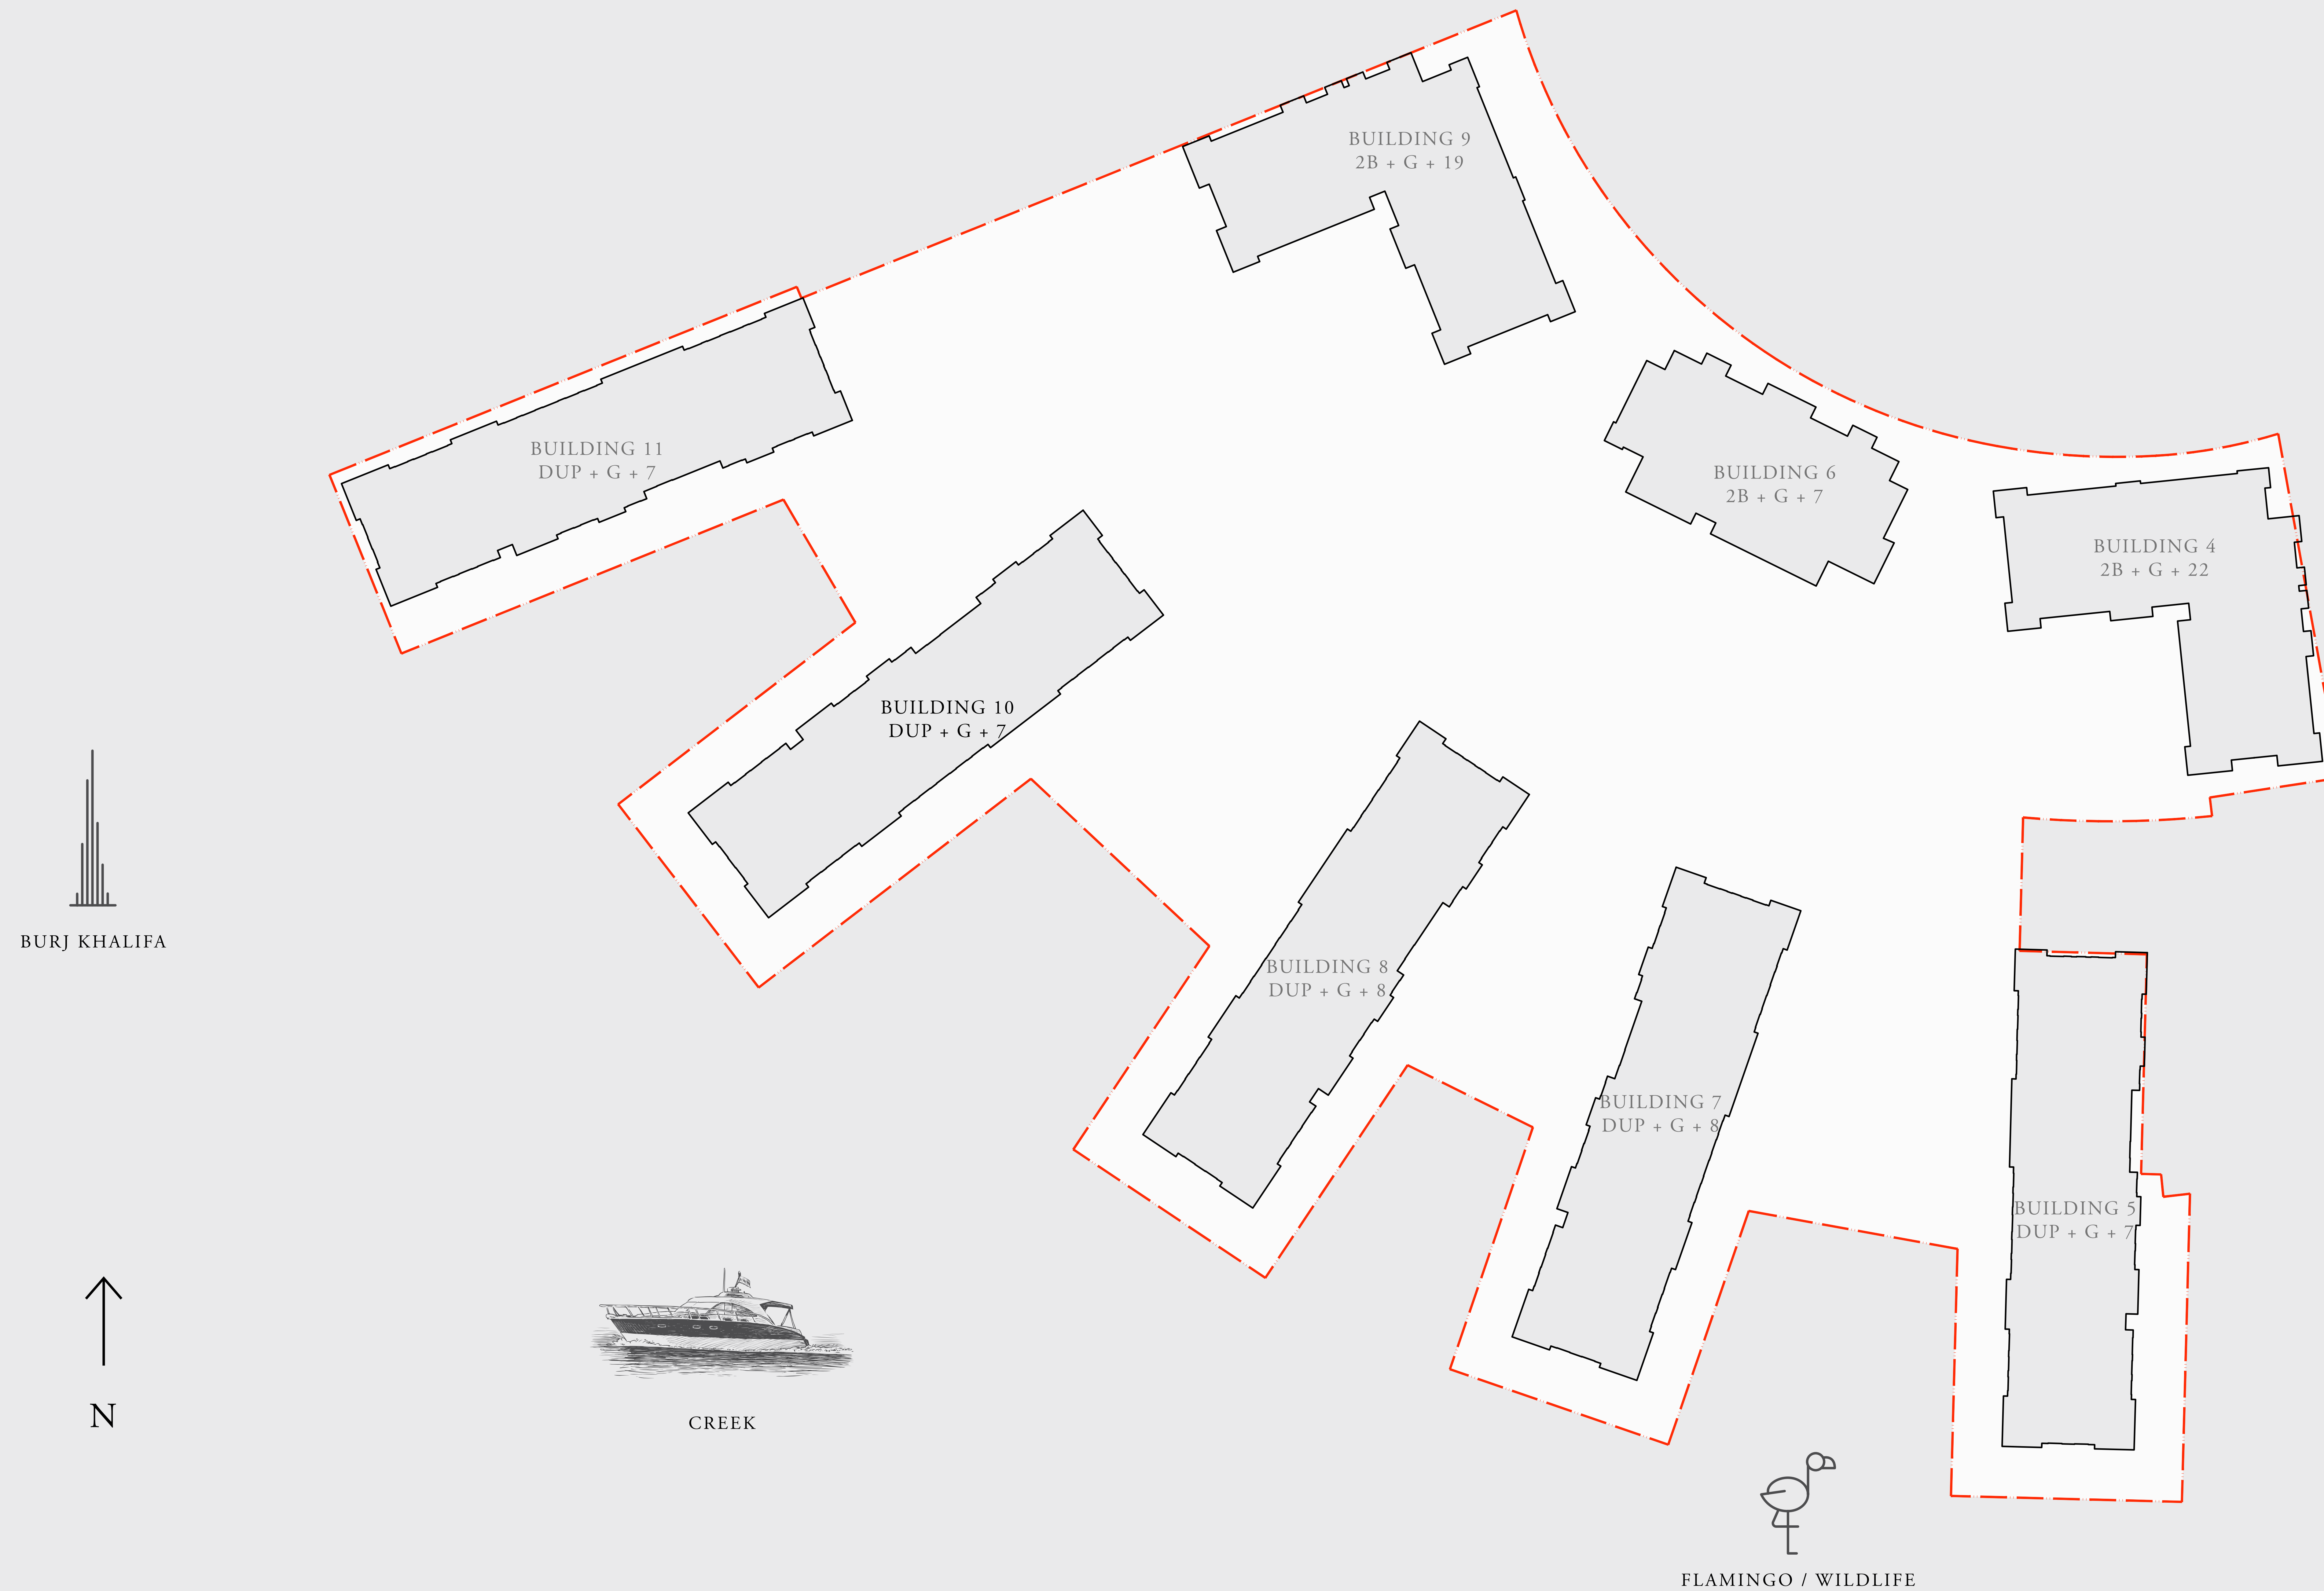 BUILDING 9
2B + G + 19
BUILDING 11
DUP + G + 7
BUILDING 6
2B + G + 7
BUILDING 4
2B + G + 22
BUILDING 10
DUP + G + 7
BURJ KHALIFA
BUILDING 8
DUP + G + 8
BUILDING 7
DUP + G + 8
BUILDING 5
DUP + G + 7
N
CREEK
FLAMINGO / WILDLIFE